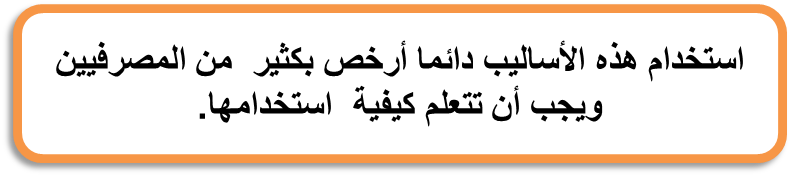 استخدام هذه الأساليب دائما أرخص بكثير من المصرفيين
ويجب أن تتعلم كيفية استخدامها.